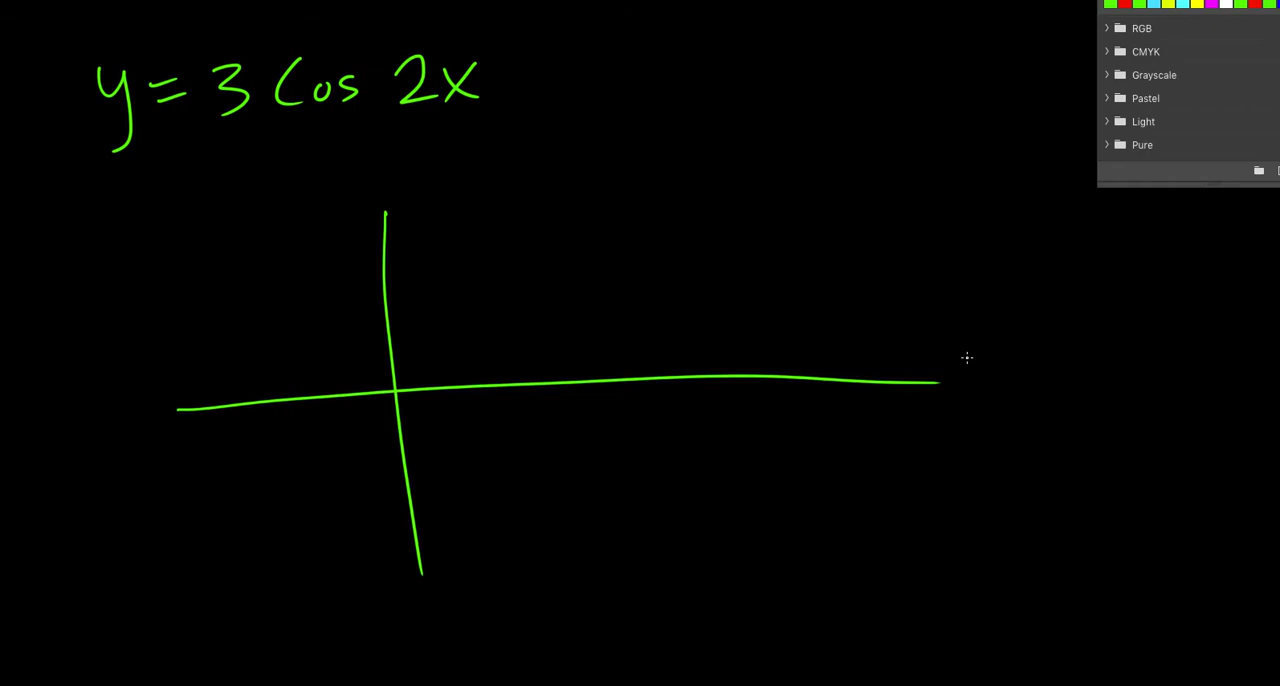 y = 3 Cos 2x
RGB
CMYK
Grayscale
Pastel
Light
Pure